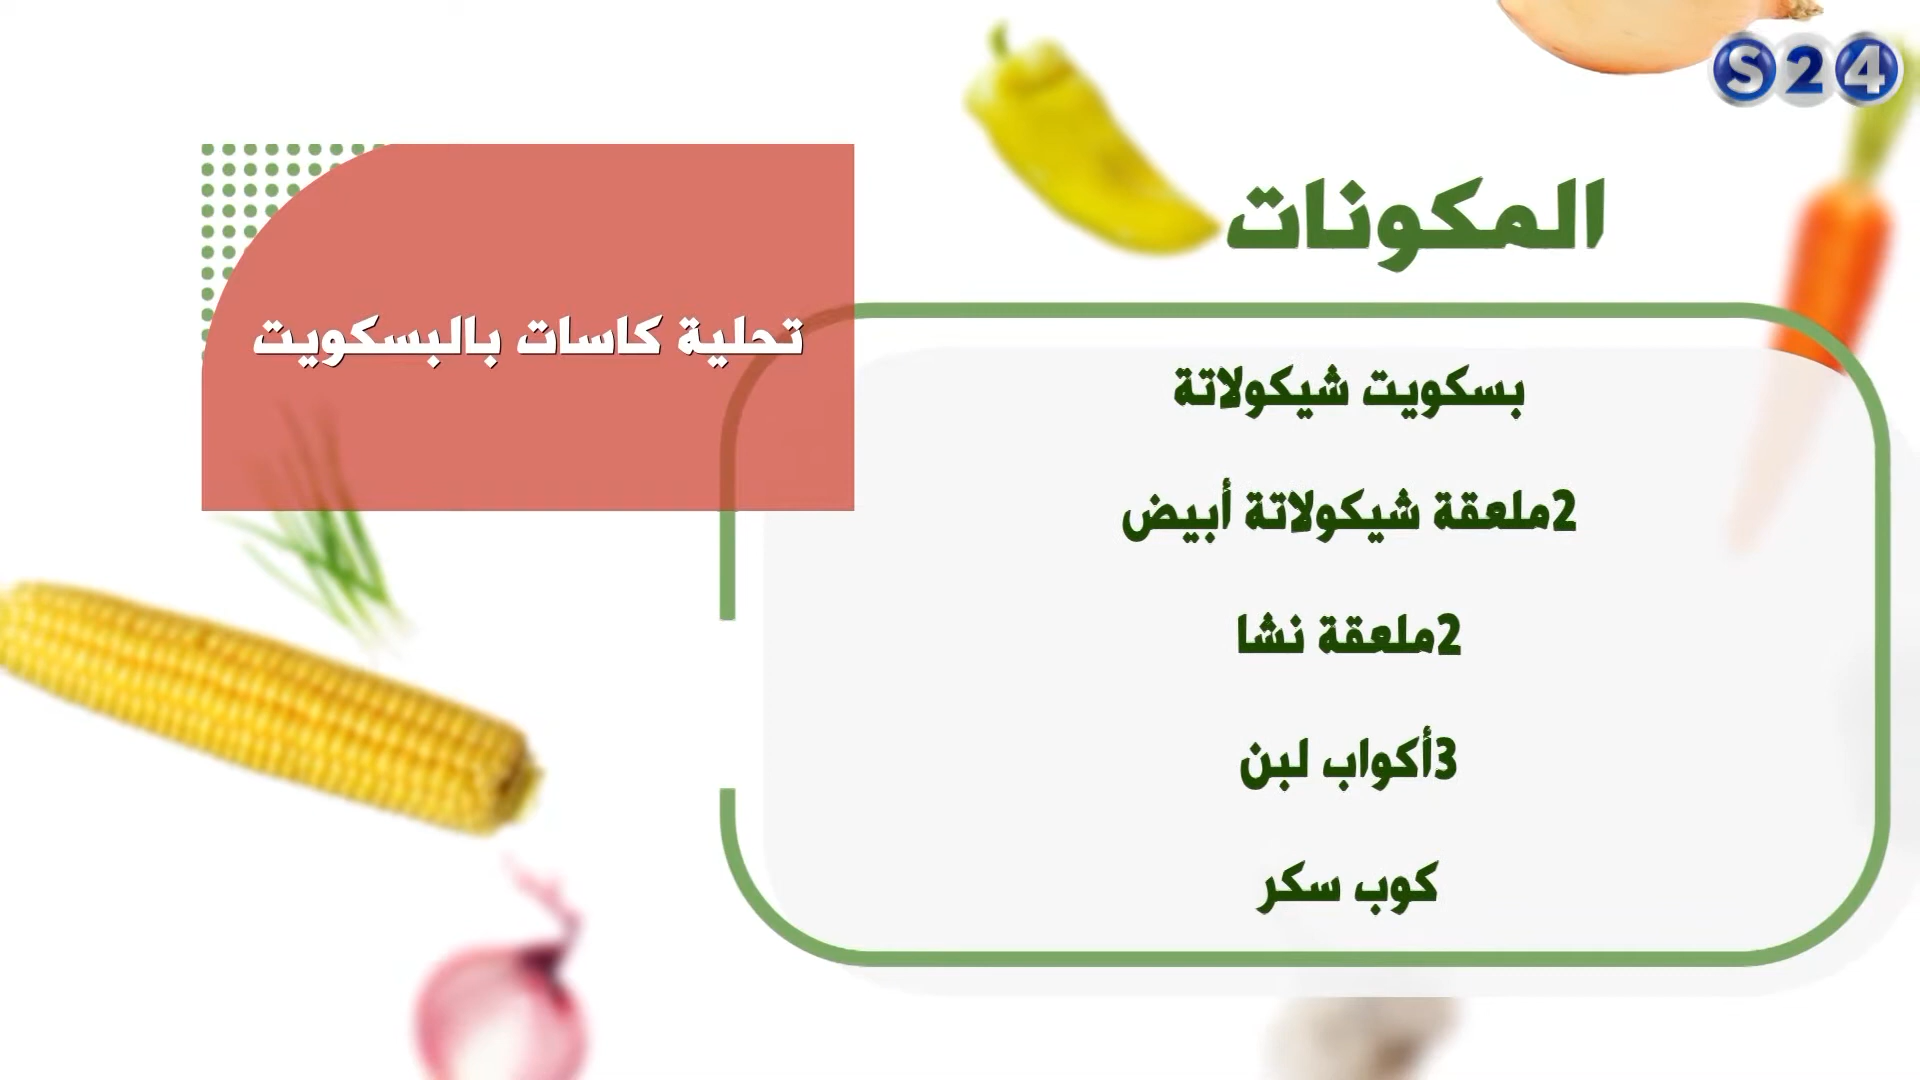 S24
المكونات
تحلية كاسات بالبسكويت
بسكويت شيكولاتة
2ملعقة شيكولاتة أبيض
2ملعقة نشا
3أكواب لبن
كوب سكر